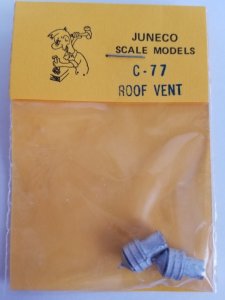 JUNECO
SCALE MODELS
C-77
ROOF VENT